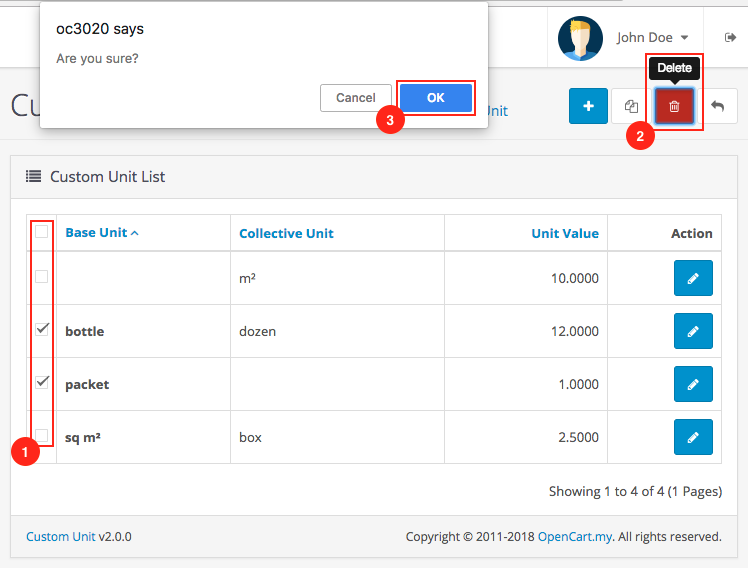 oc3020 says
Are you sure?
Cancel
OK
3
John Doe
Delete
2
Cu
Unit
Custom Unit List
Base Unit
Collective Unit
Unit Value
Action
m²
10.0000
bottle
dozen
12.0000
packet
1.0000
sq m²
box
2.5000
1
Showing 1 to 4 of 4 (1 Pages)
Custom Unit v2.0.0
Copyright © 2011-2018 OpenCart.my. All rights reserved.